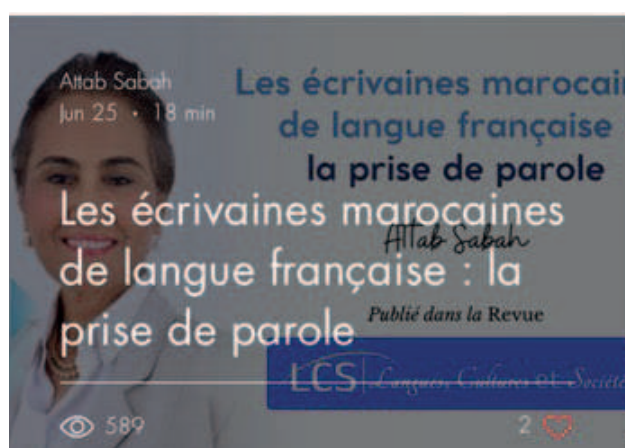 Attab Sabah
Jun 25 · 18 min
Les écrivaines marocai
de langue française
la prise de parole
Attab Sabah
Publié dans la Revue
LCS Langues, Cultures et Société
Les écrivaines marocaines
de langue française : la
prise de parole
589
2